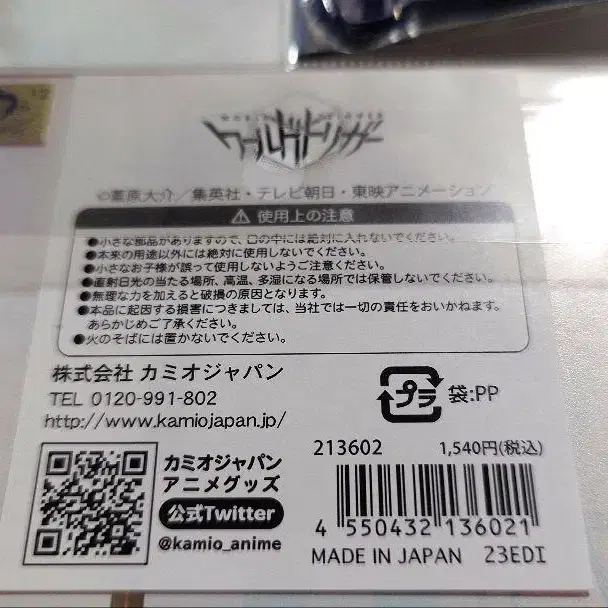 ワールドトリガー
©葦原大介／集英社・テレビ朝日・東映アニメーション
使用上の注意
●小さな部品がありますので、口の中には絶対に入れないでください。
●本来の用途以外には絶対に使用しないでください。
●小さなお子様が誤って使用しないようご注意ください。
●直射日光の当たる場所、高温、多湿になる場所では保管しないでください。
●無理な力を加えると破損の原因となります。
●本品に起因する損害につきましては、当社では一切の責任をおいかねます。
あらかじめご了承ください。
●火のそばには置かないでください。
株式会社 カミオジャパン
TEL 0120-991-802
http://www.kamiojapan.jp/
プラ
袋:PP
カミオジャパン
アニメグッズ
公式Twitter
@kamio_anime
213602 1,540円(税込)
4 550432 136021
MADE IN JAPAN 23EDI